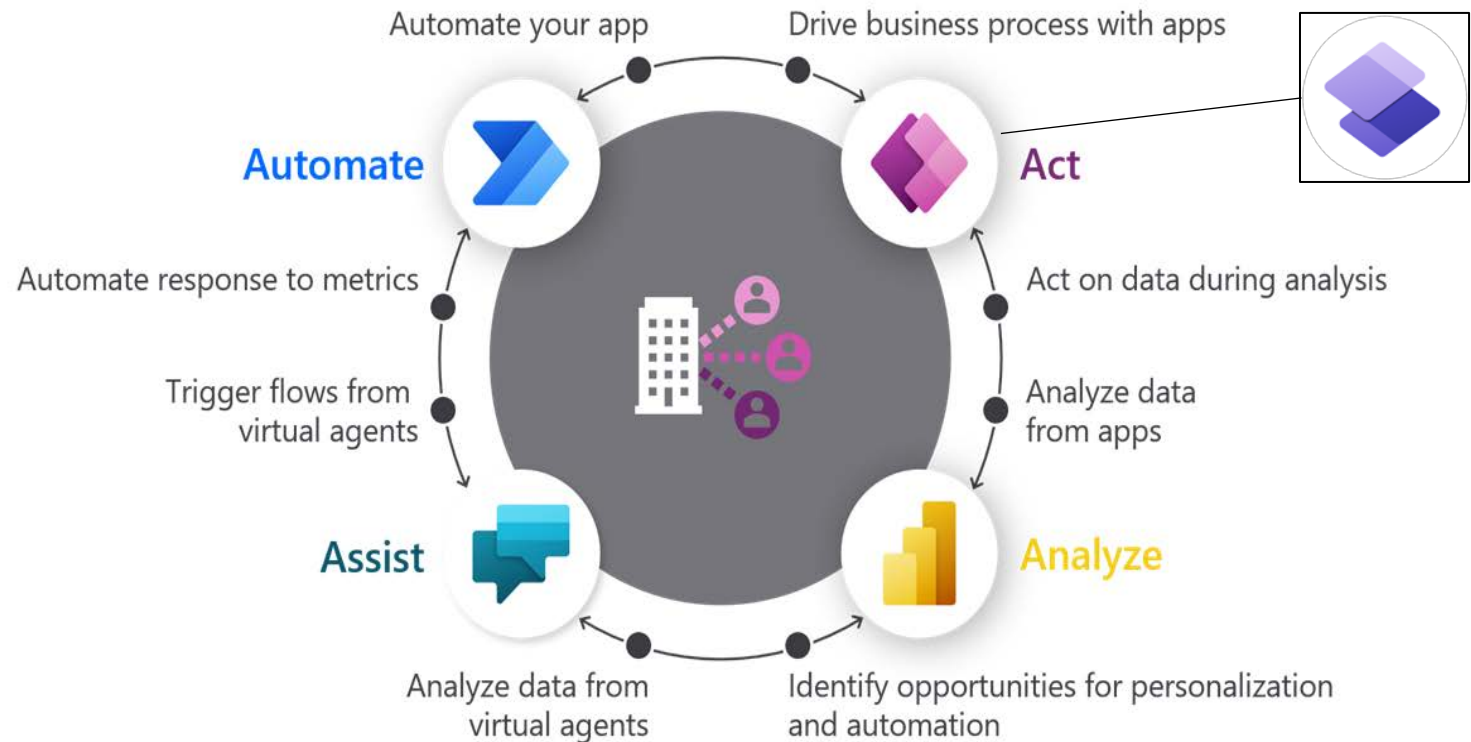 Automate your app
Drive business process with apps
Automate
Act
Automate response to metrics
Act on data during analysis
Trigger flows from
virtual agents
Analyze data
from apps
Assist
Analyze
Analyze data from
virtual agents
Identify opportunities for personalization
and automation